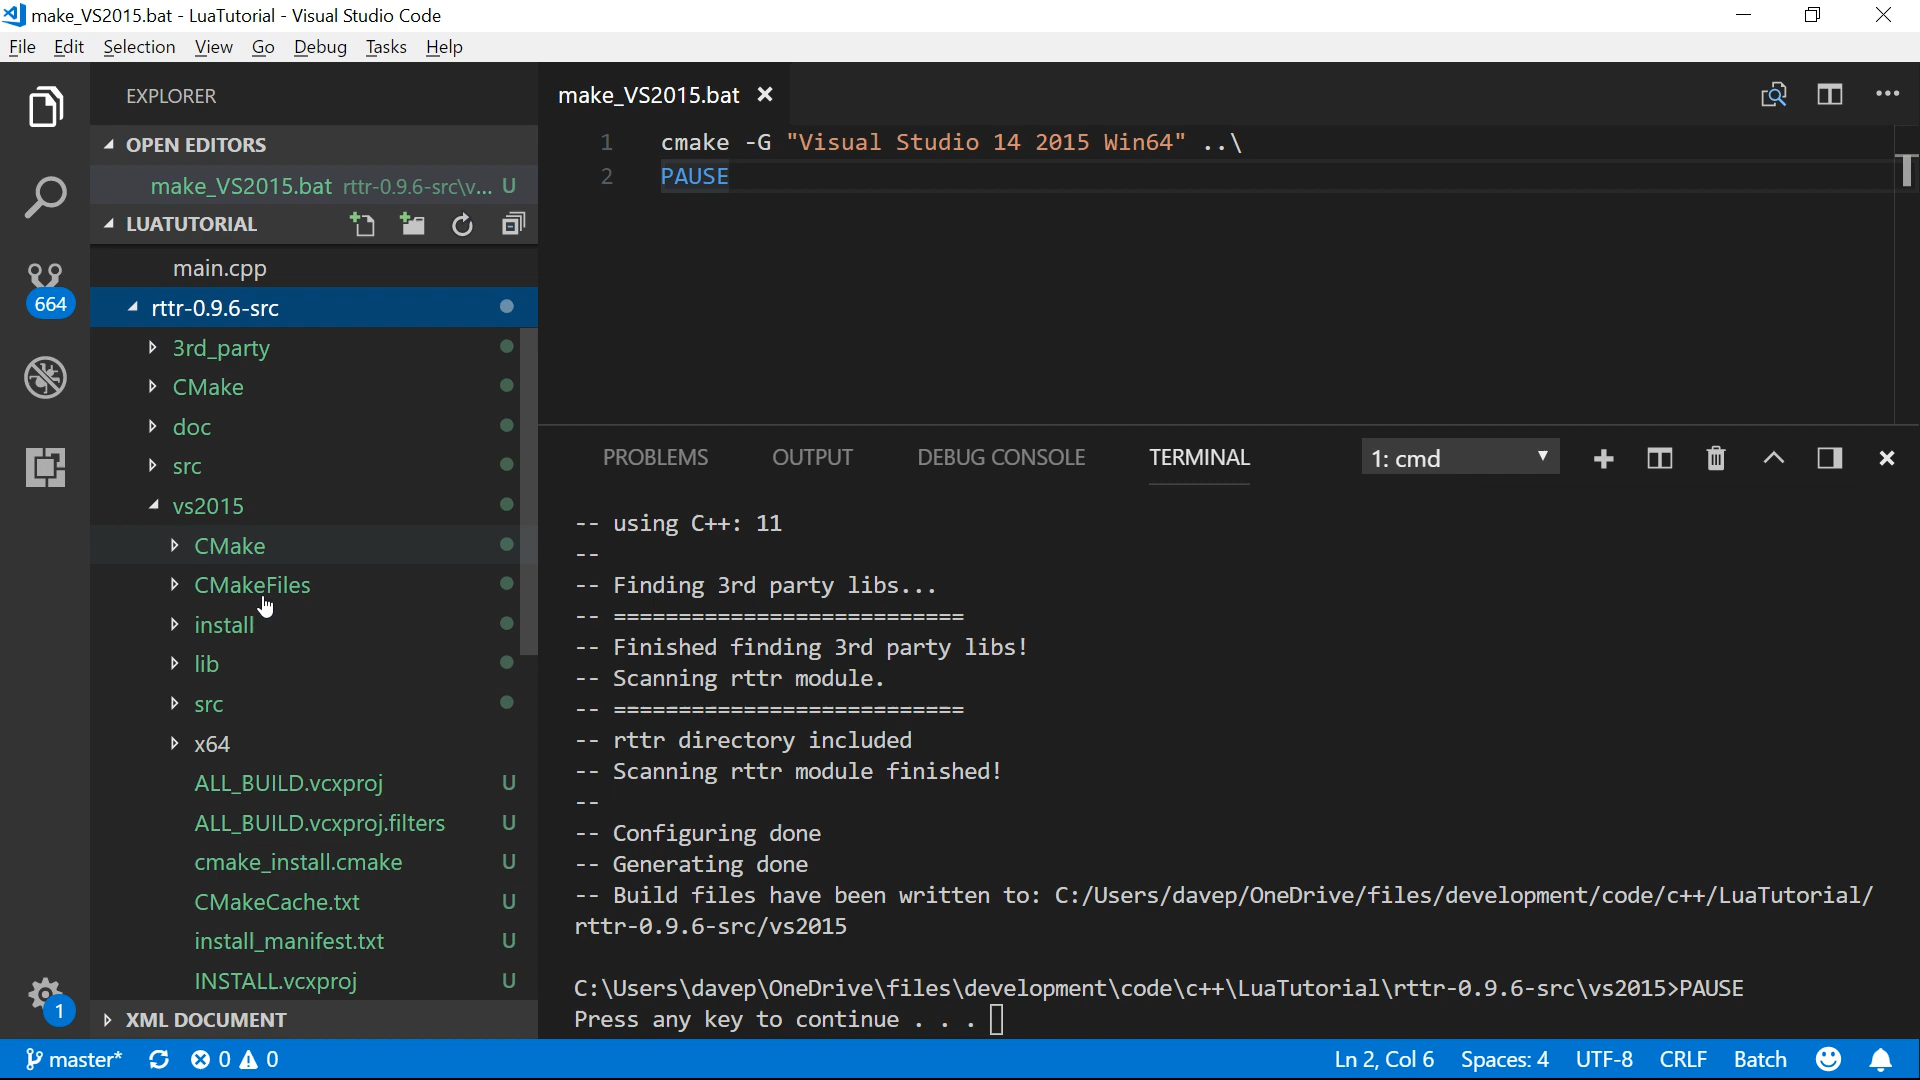 make_VS2015.bat - LuaTutorial - Visual Studio Code
File Edit Selection View Go Debug Tasks Help
EXPLORER
OPEN EDITORS
make_VS2015.bat rttr-0.9.6-src\v... U
LUATUTORIAL
main.cpp
rttr-0.9.6-src
3rd_party
CMake
doc
src
vs2015
CMake
CMakeFiles
install
lib
src
x64
ALL_BUILD.vcxproj U
ALL_BUILD.vcxproj.filters U
cmake_install.cmake U
CMakeCache.txt U
install_manifest.txt U
INSTALL.vcxproj U
XML DOCUMENT
664
1
make_VS2015.bat
1 cmake -G "Visual Studio 14 2015 Win64" ..\
2 PAUSE
PROBLEMS OUTPUT DEBUG CONSOLE TERMINAL 1: cmd
-- using C++: 11
--
-- Finding 3rd party libs...
-- ===========================
-- Finished finding 3rd party libs!
-- Scanning rttr module.
-- ===========================
-- rttr directory included
-- Scanning rttr module finished!
--
-- Configuring done
-- Generating done
-- Build files have been written to: C:/Users/davep/OneDrive/files/development/code/c++/LuaTutorial/
rttr-0.9.6-src/vs2015
C:\Users\davep\OneDrive\files\development\code\c++\LuaTutorial\rttr-0.9.6-src\vs2015>PAUSE
Press any key to continue . . .
master* 0 0 Ln 2, Col 6 Spaces: 4 UTF-8 CRLF Batch